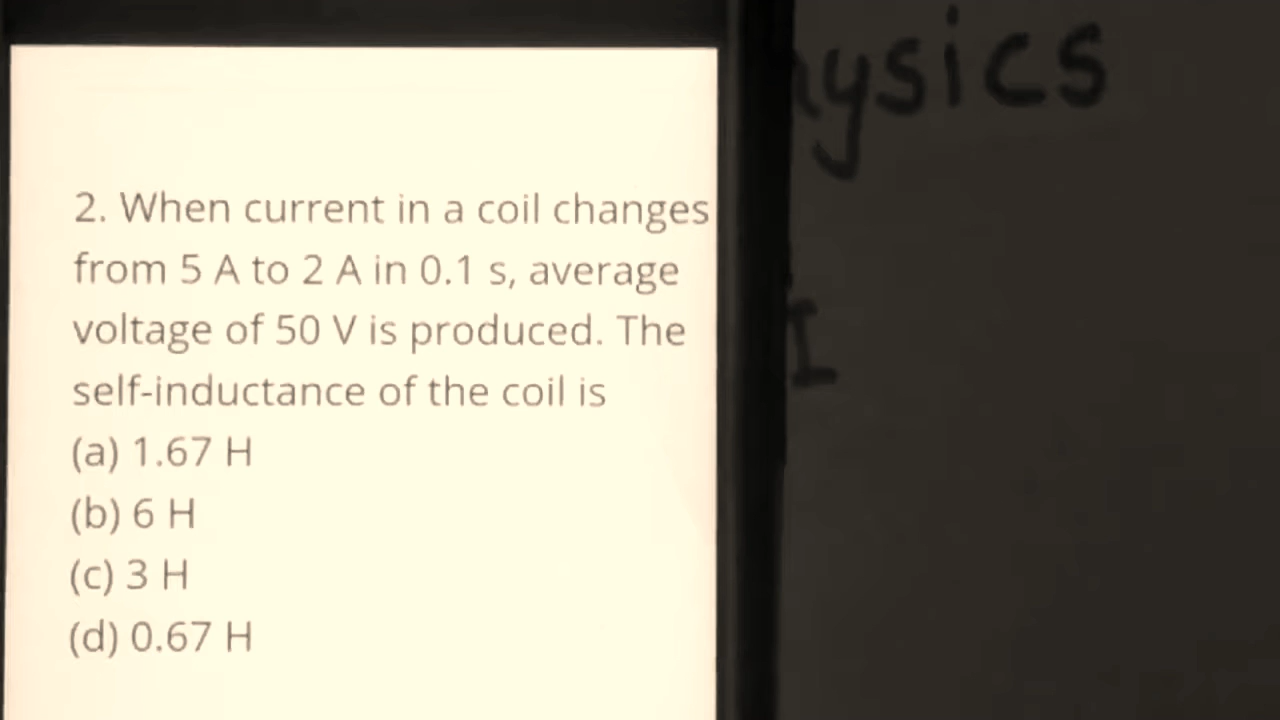 2. When current in a coil changes
from 5 A to 2 A in 0.1 s, average
voltage of 50 V is produced. The
self-inductance of the coil is
(a) 1.67 H
(b) 6 H
(c) 3 H
(d) 0.67 H
ysics
I